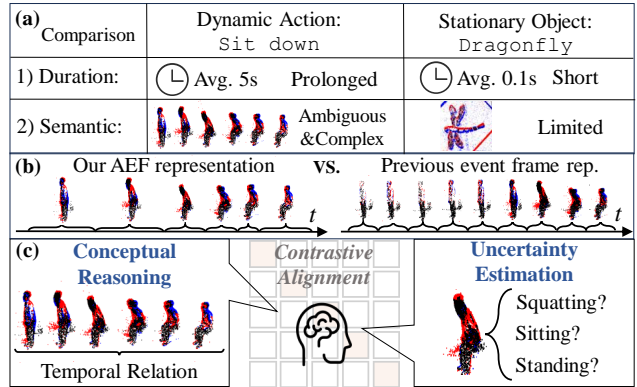 (a) Comparison
Dynamic Action:
Sit down
Stationary Object:
Dragonfly
1) Duration:
Avg. 5s Prolonged
Avg. 0.1s Short
2) Semantic:
Ambiguous
&Complex
Limited
(b) Our AEF representation vs. Previous event frame rep.
t
t
(c) Conceptual
Reasoning
Temporal Relation
Contrastive
Alignment
Uncertainty
Estimation
Squatting?
Sitting?
Standing?